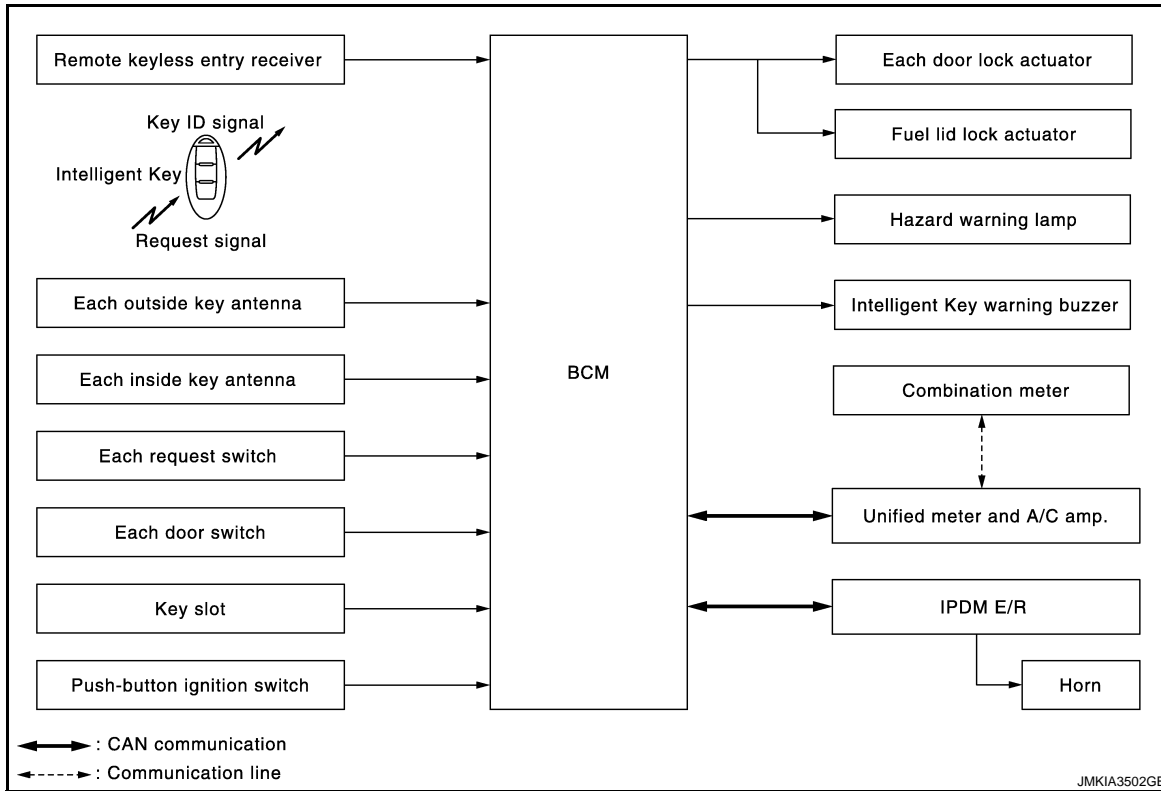 Remote keyless entry receiver
Key ID signal
Intelligent Key
Request signal
Each outside key antenna
Each inside key antenna
Each request switch
Each door switch
Key slot
Push-button ignition switch
BCM
Each door lock actuator
Fuel lid lock actuator
Hazard warning lamp
Intelligent Key warning buzzer
Combination meter
Unified meter and A/C amp.
IPDM E/R
Horn
: CAN communication
: Communication line
JMKIA3502GB